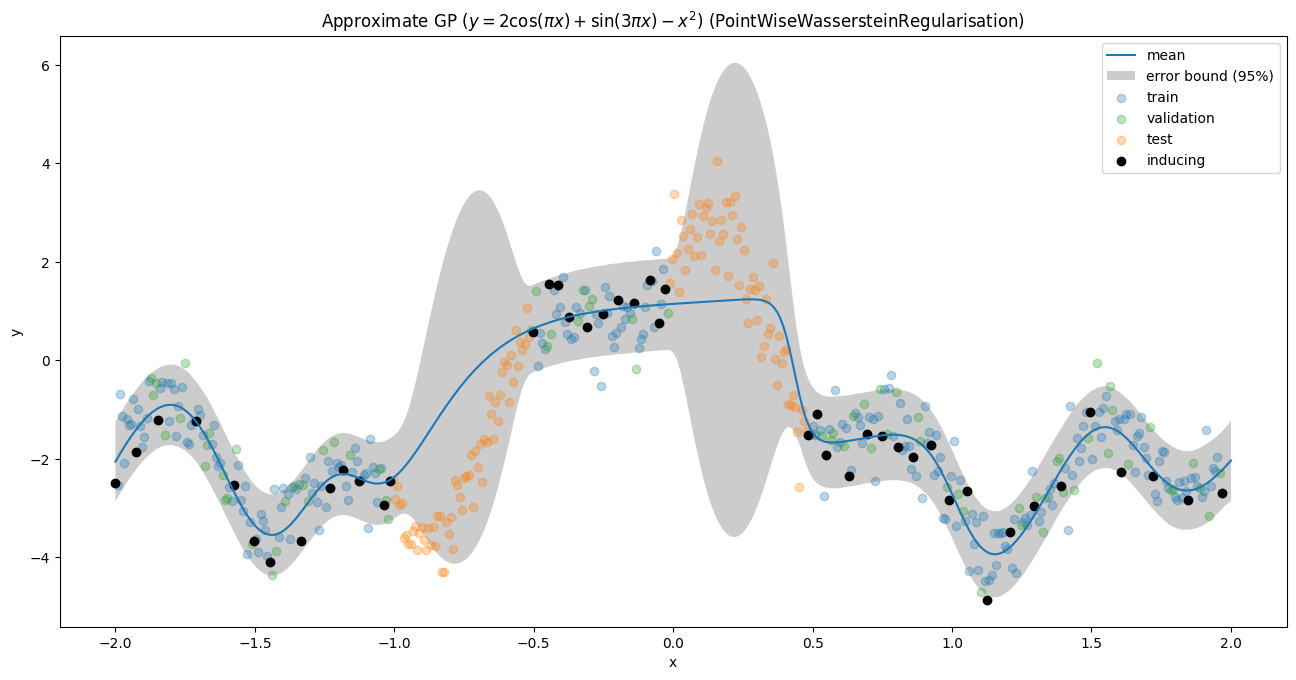 Approximate GP (y = 2cos(πx) + sin(3πx) − x²) (PointWiseWassersteinRegularisation)
mean
error bound (95%)
train
validation
test
inducing
y
6
4
2
0
−2
−4
−2.0 −1.5 −1.0 −0.5 0.0 0.5 1.0 1.5 2.0
x